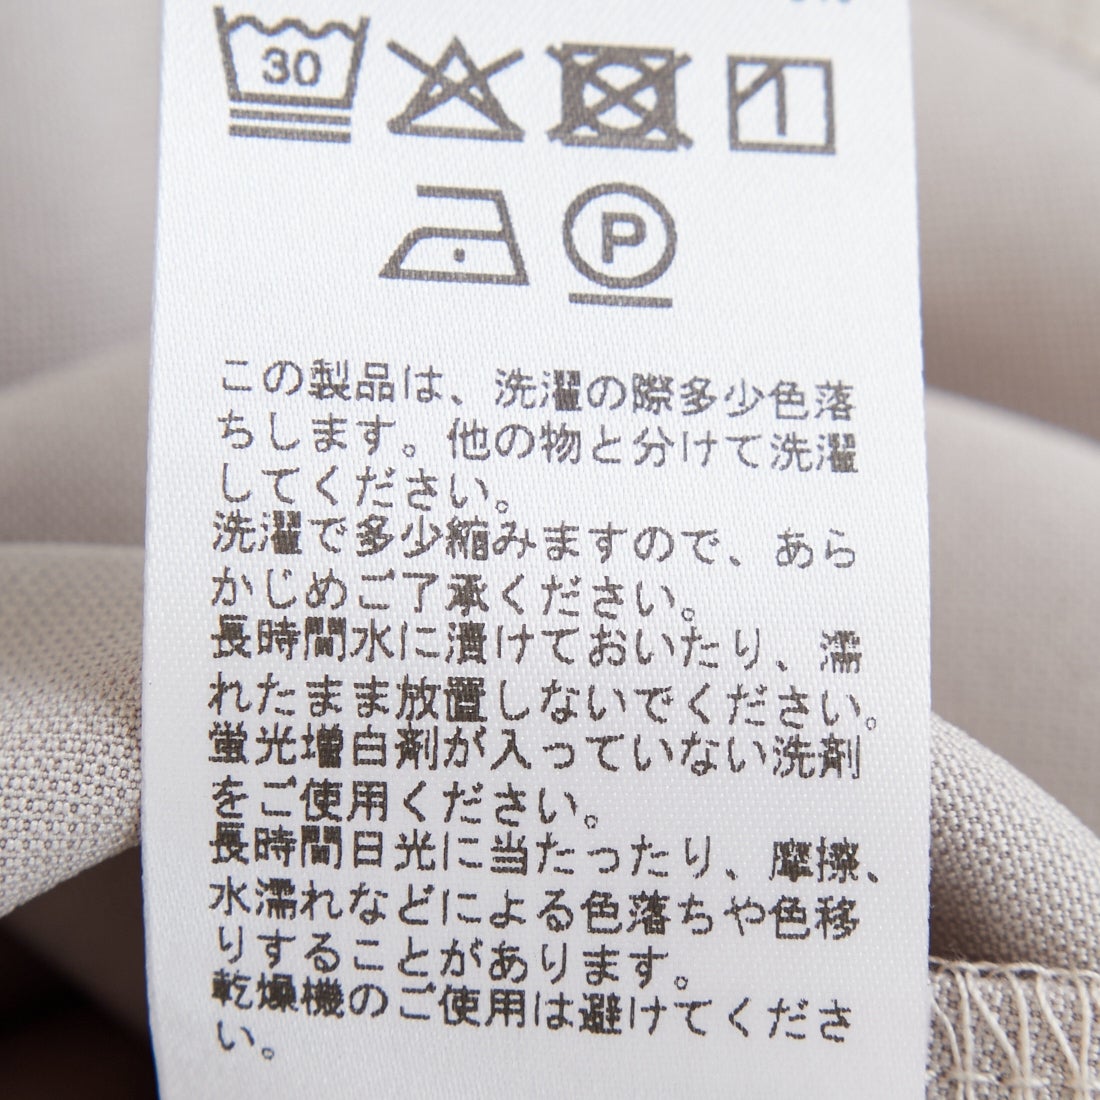 30
P
この製品は、洗濯の際多少色落
ちします。他の物と分けて洗濯
してください。
洗濯で多少縮みますので、あら
かじめご了承ください。
長時間水に漬けておいたり、濡
れたまま放置しないでください。
蛍光増白剤が入っていない洗剤
をご使用ください。
長時間日光に当たったり、摩擦、
水濡れなどによる色落ちや色移
りすることがあります。
乾燥機のご使用は避けてくださ
い。